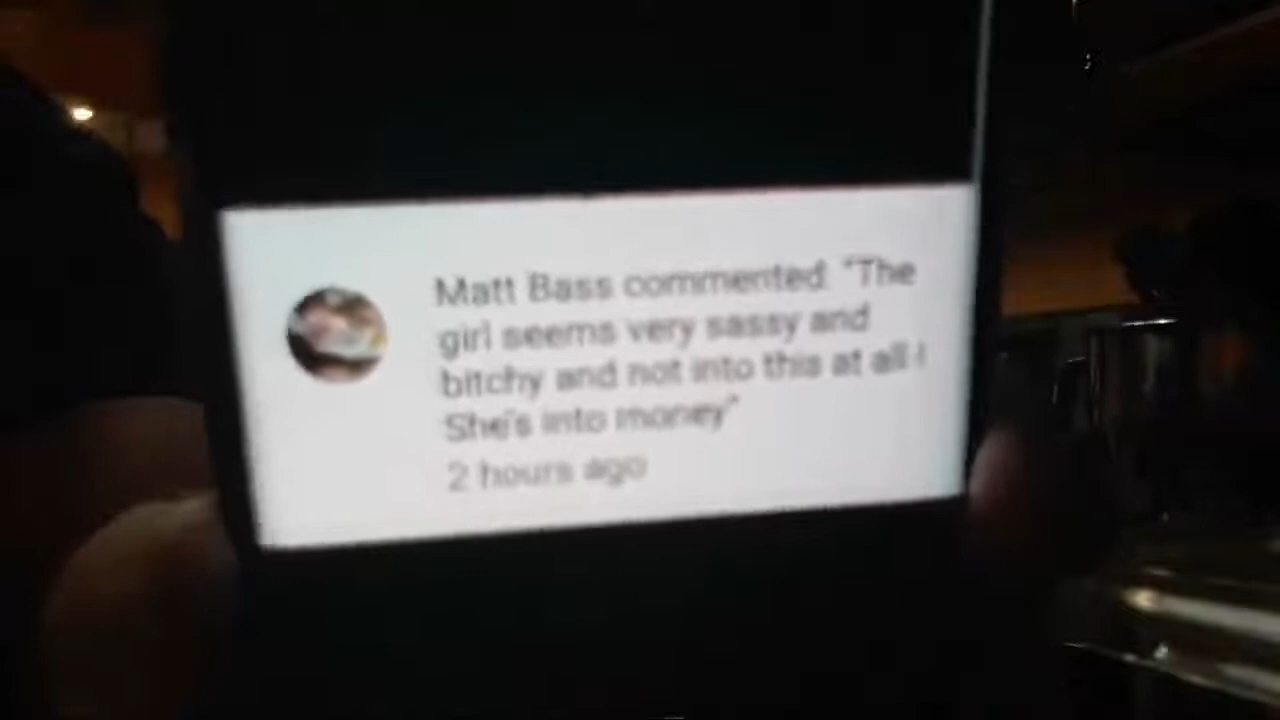 Matt Bass commented: "The
girl seems very sassy and
bitchy and not into this at all !
She's into money"
2 hours ago